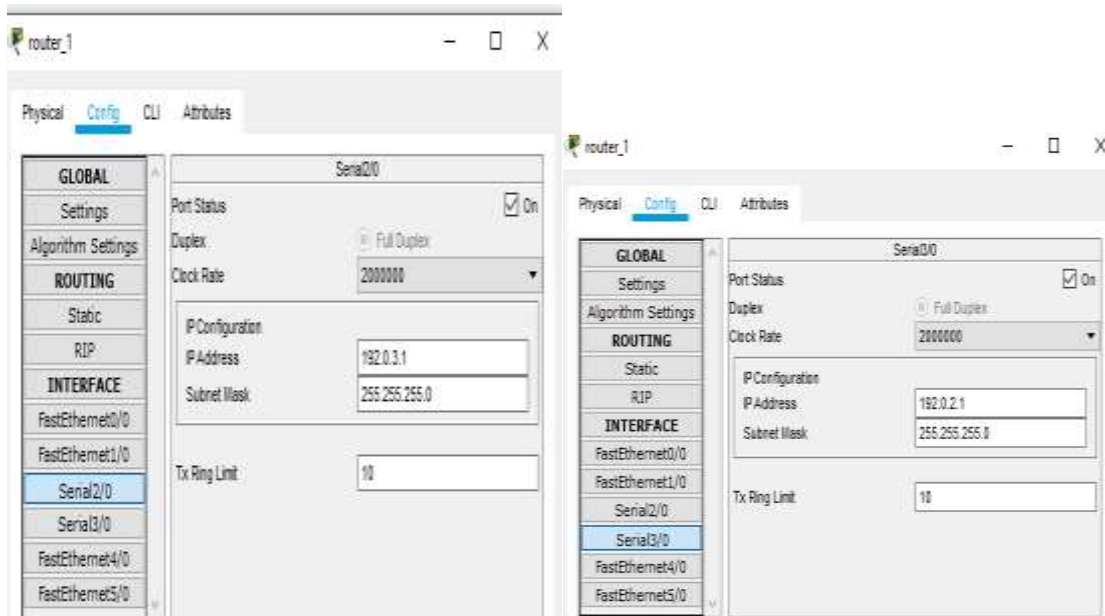 router_1
Physical Config CLI Attributes
GLOBAL
Settings
Algorithm Settings
ROUTING
Static
RIP
INTERFACE
FastEthernet0/0
FastEthernet1/0
Serial2/0
Serial3/0
FastEthernet4/0
FastEthernet5/0
Serial2/0
Port Status On
Duplex Full Duplex
Clock Rate 2000000
IP Configuration
IP Address 192.0.3.1
Subnet Mask 255.255.255.0
Tx Ring Limit 10
router_1
Physical Config CLI Attributes
GLOBAL
Settings
Algorithm Settings
ROUTING
Static
RIP
INTERFACE
FastEthernet0/0
FastEthernet1/0
Serial2/0
Serial3/0
FastEthernet4/0
FastEthernet5/0
Serial3/0
Port Status On
Duplex Full Duplex
Clock Rate 2000000
IP Configuration
IP Address 192.0.2.1
Subnet Mask 255.255.255.0
Tx Ring Limit 10